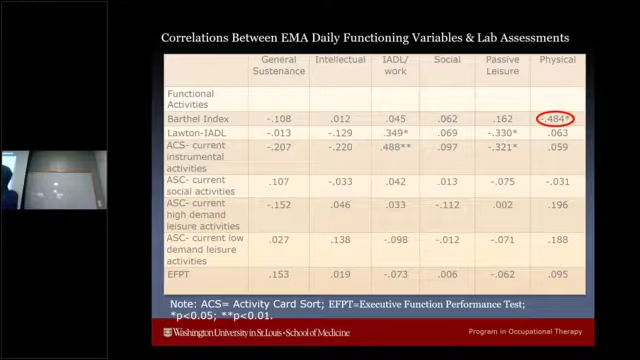 Correlations Between EMA Daily Functioning Variables & Lab Assessments
General Sustenance Intellectual IADL/work Social Passive Leisure Physical
Functional Activities
Barthel Index -.108 .012 .045 .062 .162 -.484*
Lawton-IADL -.013 -.129 .349* .069 -.330* .063
ACS- current instrumental activities -.207 -.220 .488** .097 -.321* .059
ASC- current social activities .107 -.033 .042 .013 -.075 -.031
ASC- current high demand leisure activities -.152 .046 .033 -.112 .002 .196
ASC- current low demand leisure activities .027 .138 -.098 -.012 -.071 .188
EFPT .153 .019 -.073 .006 -.062 .095
Note: ACS= Activity Card Sort; EFPT=Executive Function Performance Test;
*p<0.05; **p<0.01.
Washington University in St. Louis • School of Medicine
Program in Occupational Therapy